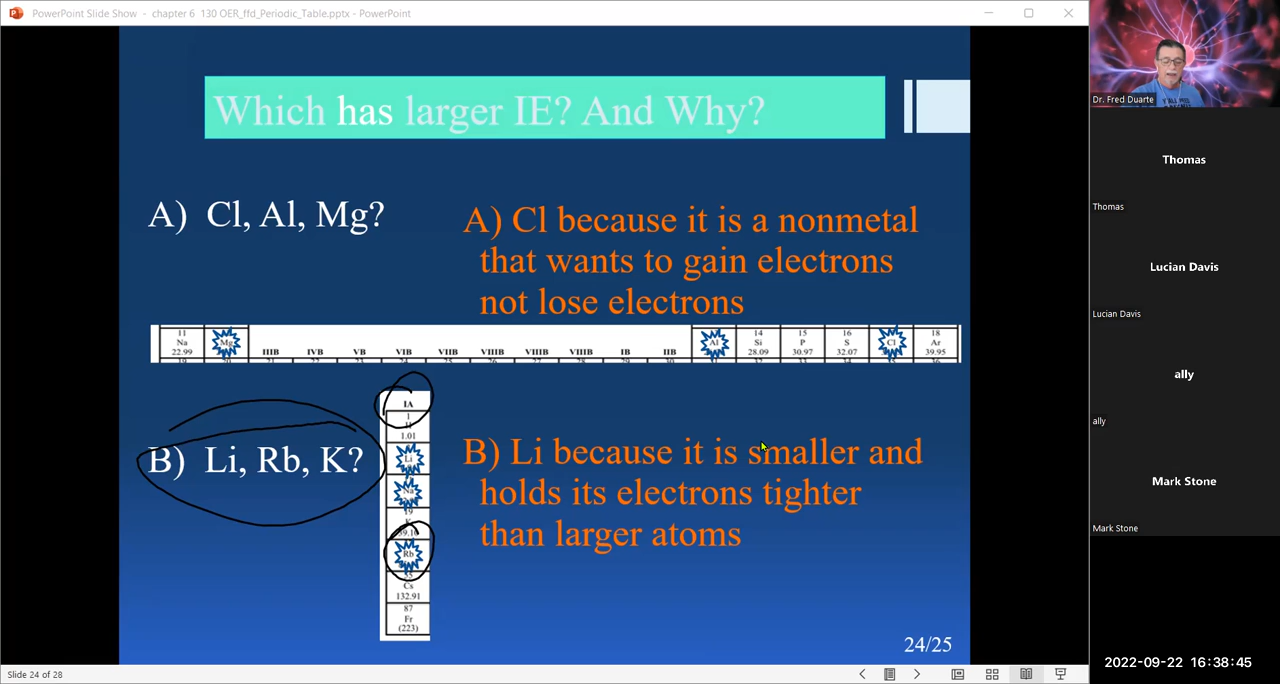 PowerPoint Slide Show - chapter 6 130 OER_ffd_Periodic_Table.pptx - PowerPoint
Which has larger IE? And Why?
A) Cl, Al, Mg?
A) Cl because it is a nonmetal
that wants to gain electrons
not lose electrons
11 14 15 16 18
Na Mg Al Si P S Cl Ar
IIIB IVB VB VIB VIIB VIIIB VIIIB VIIIB IB IIB
22.99 28.09 30.97 32.07 39.95
B) Li, Rb, K?
IA
1
1.01
Li
Na
19
Rb
55
Cs
132.91
87
Fr
(223)
B) Li because it is smaller and
holds its electrons tighter
than larger atoms
24/25
Slide 24 of 28
Dr. Fred Duarte
Thomas
Thomas
Lucian Davis
Lucian Davis
ally
ally
Mark Stone
Mark Stone
2022-09-22 16:38:45